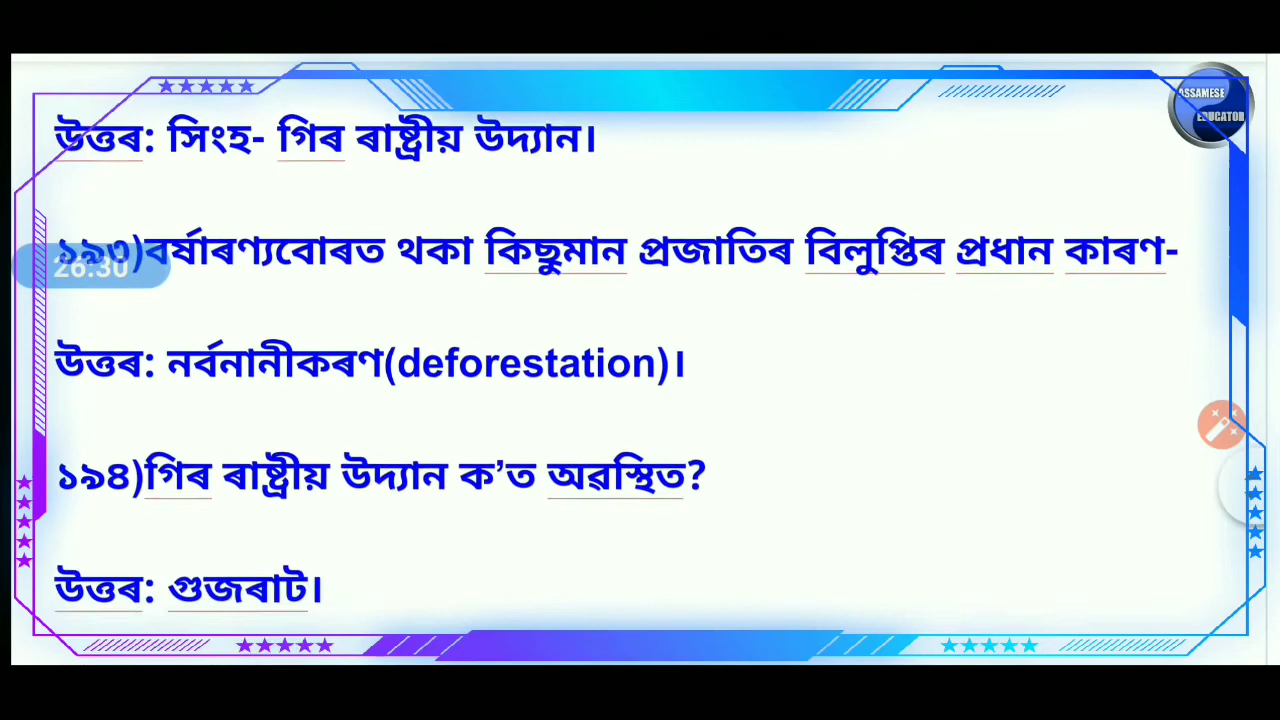 ASSAMESE
EDUCATOR
উত্তৰ: সিংহ- গিৰ ৰাষ্ট্ৰীয় উদ্যান।
১৯৩)বৰ্ষাৰণ্যবোৰত থকা কিছুমান প্ৰজাতিৰ বিলুপ্তিৰ প্ৰধান কাৰণ-
26:30
উত্তৰ: নৰ্বনানীকৰণ(deforestation)।
১৯৪)গিৰ ৰাষ্ট্ৰীয় উদ্যান ক’ত অৱস্থিত?
উত্তৰ: গুজৰাট।